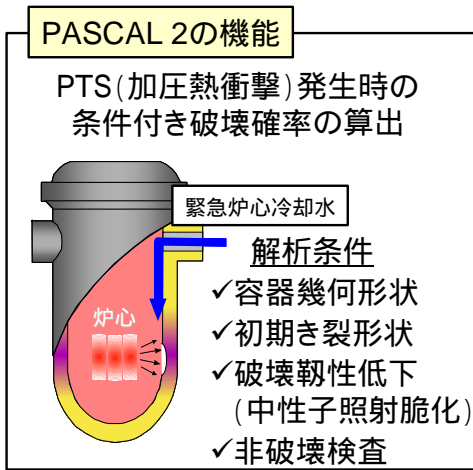 PASCAL 2の機能
PTS(加圧熱衝撃)発生時の
条件付き破壊確率の算出
緊急炉心冷却水
解析条件
✓容器幾何形状
✓初期き裂形状
炉心
✓破壊靱性低下
(中性子照射脆化)
✓非破壊検査